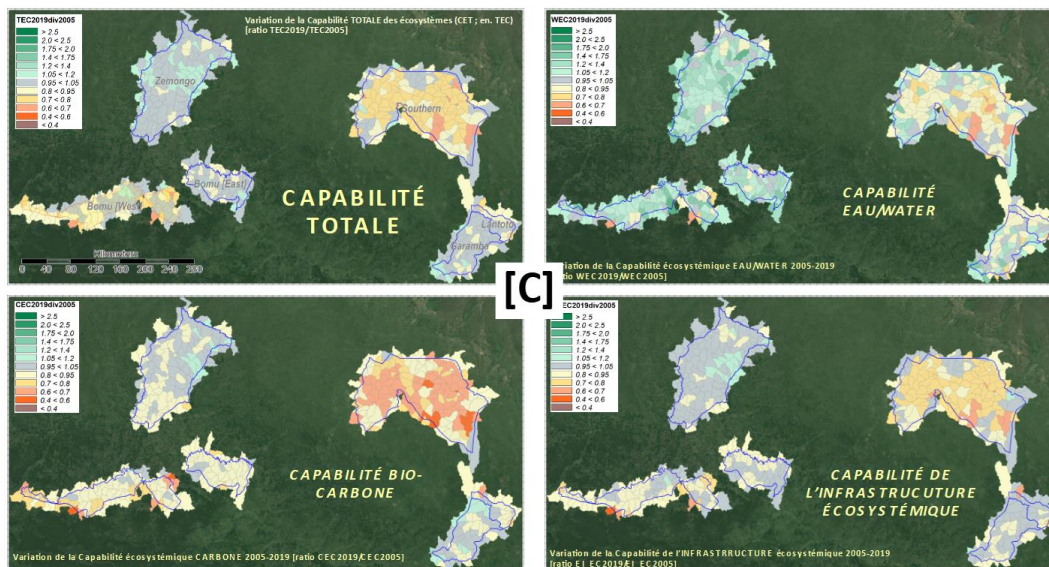 TEC2019div2005
> 2.5
2.0 < 2.5
1.75 < 2.0
1.4 < 1.75
1.2 < 1.4
1.05 < 1.2
0.95 < 1.05
0.8 < 0.95
0.7 < 0.8
0.6 < 0.7
0.4 < 0.6
< 0.4
Variation de la Capabilité TOTALE des écosystèmes (CET ; en. TEC)
[ratio TEC2019/TEC2005]
Zemongo
Southern
Bomu [East]
Bomu [Wes
CAPABILITÉ
TOTALE
Lantoto
Garamba
Kilometers
0 40 80 120 160 200 240 280
WEC2019div2005
> 2.5
2.0 < 2.5
1.75 < 2.0
1.4 < 1.75
1.2 < 1.4
1.05 < 1.2
0.95 < 1.05
0.8 < 0.95
0.7 < 0.8
0.6 < 0.7
0.4 < 0.6
< 0.4
CAPABILITÉ
EAU/WATER
Variation de la Capabilité écosystémique EAU/WATER 2005-2019
ratio WEC2019/WEC2005]
[C]
CEC2019div2005
> 2.5
2.0 < 2.5
1.75 < 2.0
1.4 < 1.75
1.2 < 1.4
1.05 < 1.2
0.95 < 1.05
0.8 < 0.95
0.7 < 0.8
0.6 < 0.7
0.4 < 0.6
< 0.4
CAPABILITÉ BIO-
CARBONE
Variation de la Capabilité écosystémique CARBONE 2005-2019 [ratio CEC2019/CEC2005]
EC2019div2005
> 2.5
2.0 < 2.5
1.75 < 2.0
1.4 < 1.75
1.2 < 1.4
1.05 < 1.2
0.95 < 1.05
0.8 < 0.95
0.7 < 0.8
0.6 < 0.7
0.4 < 0.6
< 0.4
CAPABILITÉ DE
L'INFRASTRUCUTURE
ÉCOSYSTÉMIQUE
Variation de la Capabilité de l'INFRASTRRUCTURE écosystémique 2005-2019
[ratio EI_EC2019/EI_EC2005]